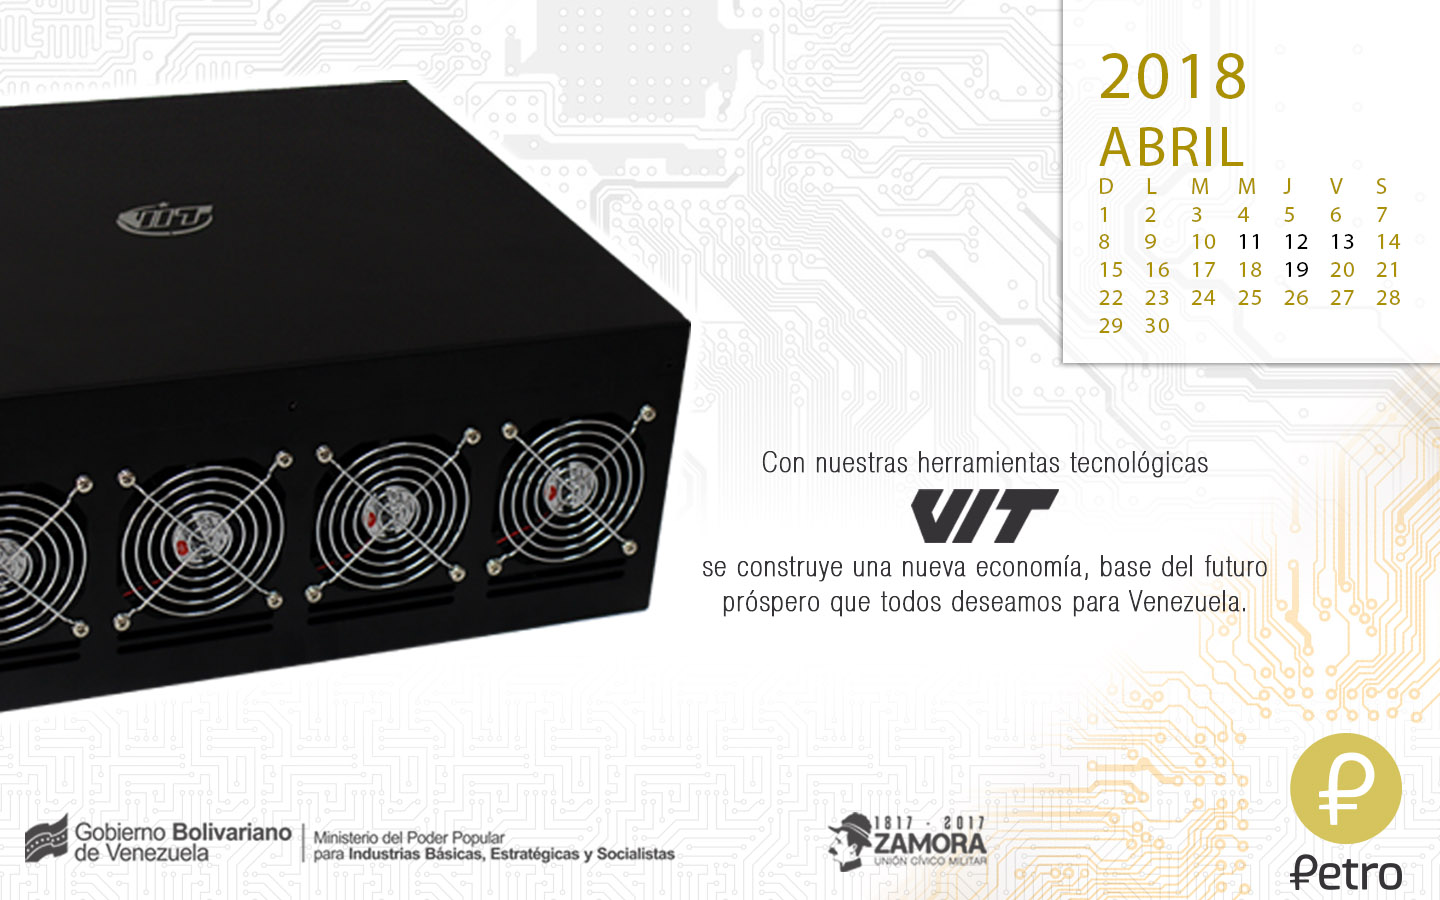 VIT
2018
ABRIL
D L M M J V S
1 2 3 4 5 6 7
8 9 10 11 12 13 14
15 16 17 18 19 20 21
22 23 24 25 26 27 28
29 30
Con nuestras herramientas tecnológicas
VIT
se construye una nueva economía, base del futuro
próspero que todos deseamos para Venezuela.
Gobierno Bolivariano
de Venezuela
Ministerio del Poder Popular
para Industrias Básicas, Estratégicas y Socialistas
1817 - 2017
ZAMORA
UNIÓN CÍVICO MILITAR
Petro